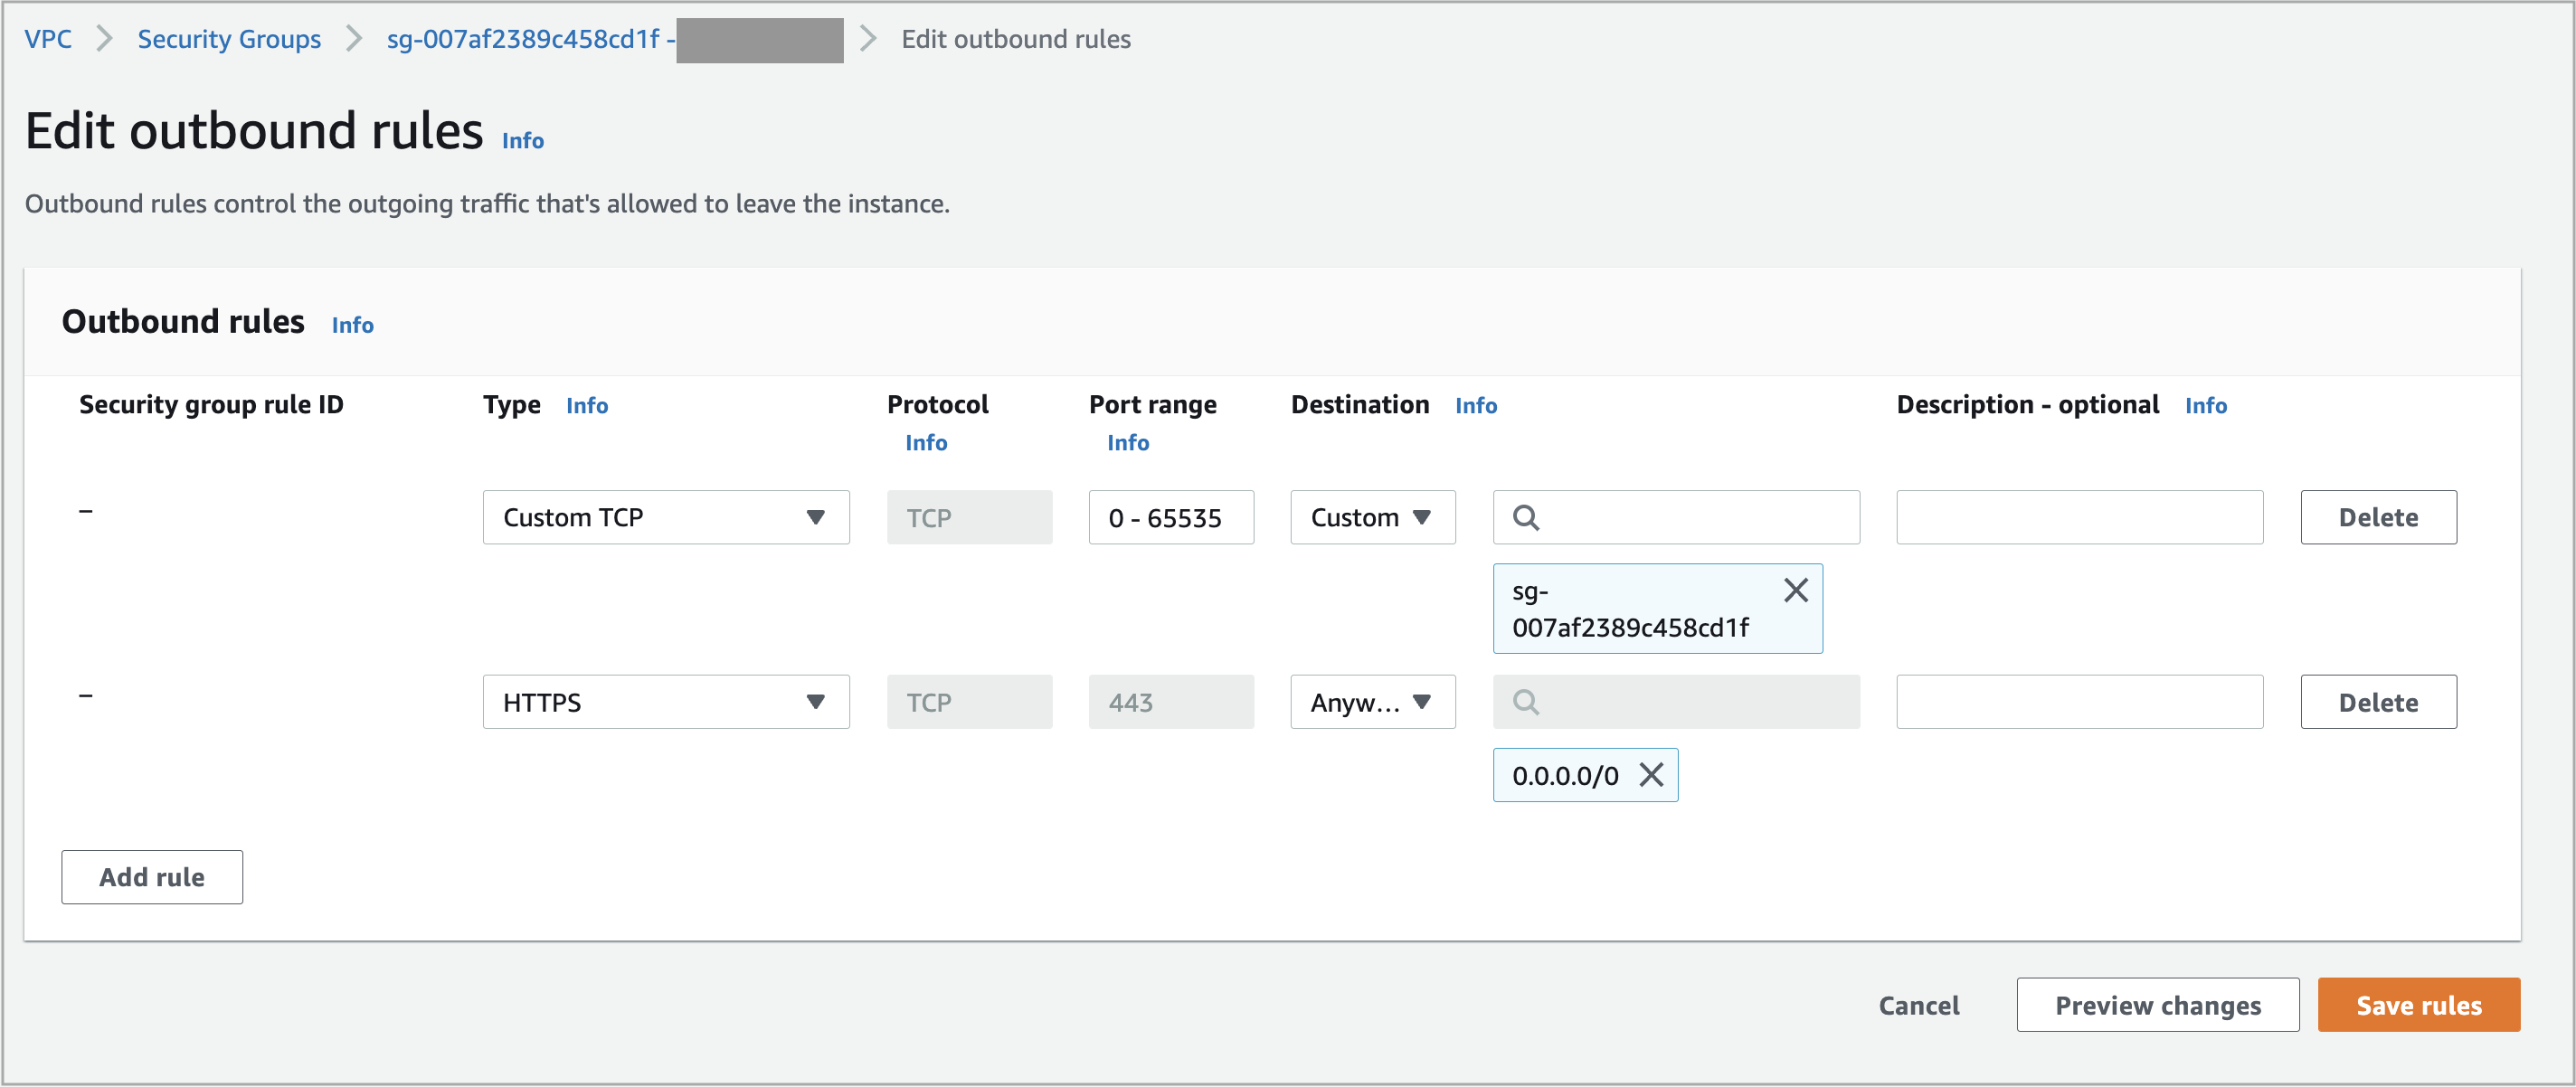 VPC > Security Groups > sg-007af2389c458cd1f - > Edit outbound rules
Edit outbound rules Info
Outbound rules control the outgoing traffic that's allowed to leave the instance.
Outbound rules Info
Security group rule ID Type Info Protocol Info Port range Info Destination Info Description - optional Info
– Custom TCP TCP 0 - 65535 Custom Delete
sg-
007af2389c458cd1f
– HTTPS TCP 443 Anyw... Delete
0.0.0.0/0
Add rule
Cancel Preview changes Save rules